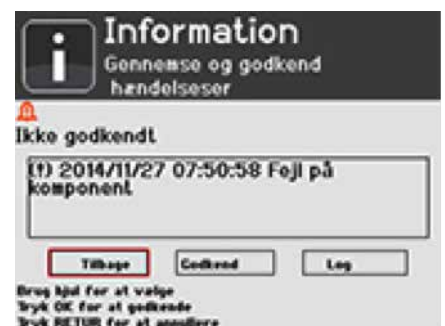 Information
Gennemse og godkend
hændelseser
Ikke godkendt
(!) 2014/11/27 07:50:58 Fejl på
komponent
Tilbage Godkend Log
Brug hjul for at vælge
Tryk OK for at godkende
Tryk RETUR for at annullere